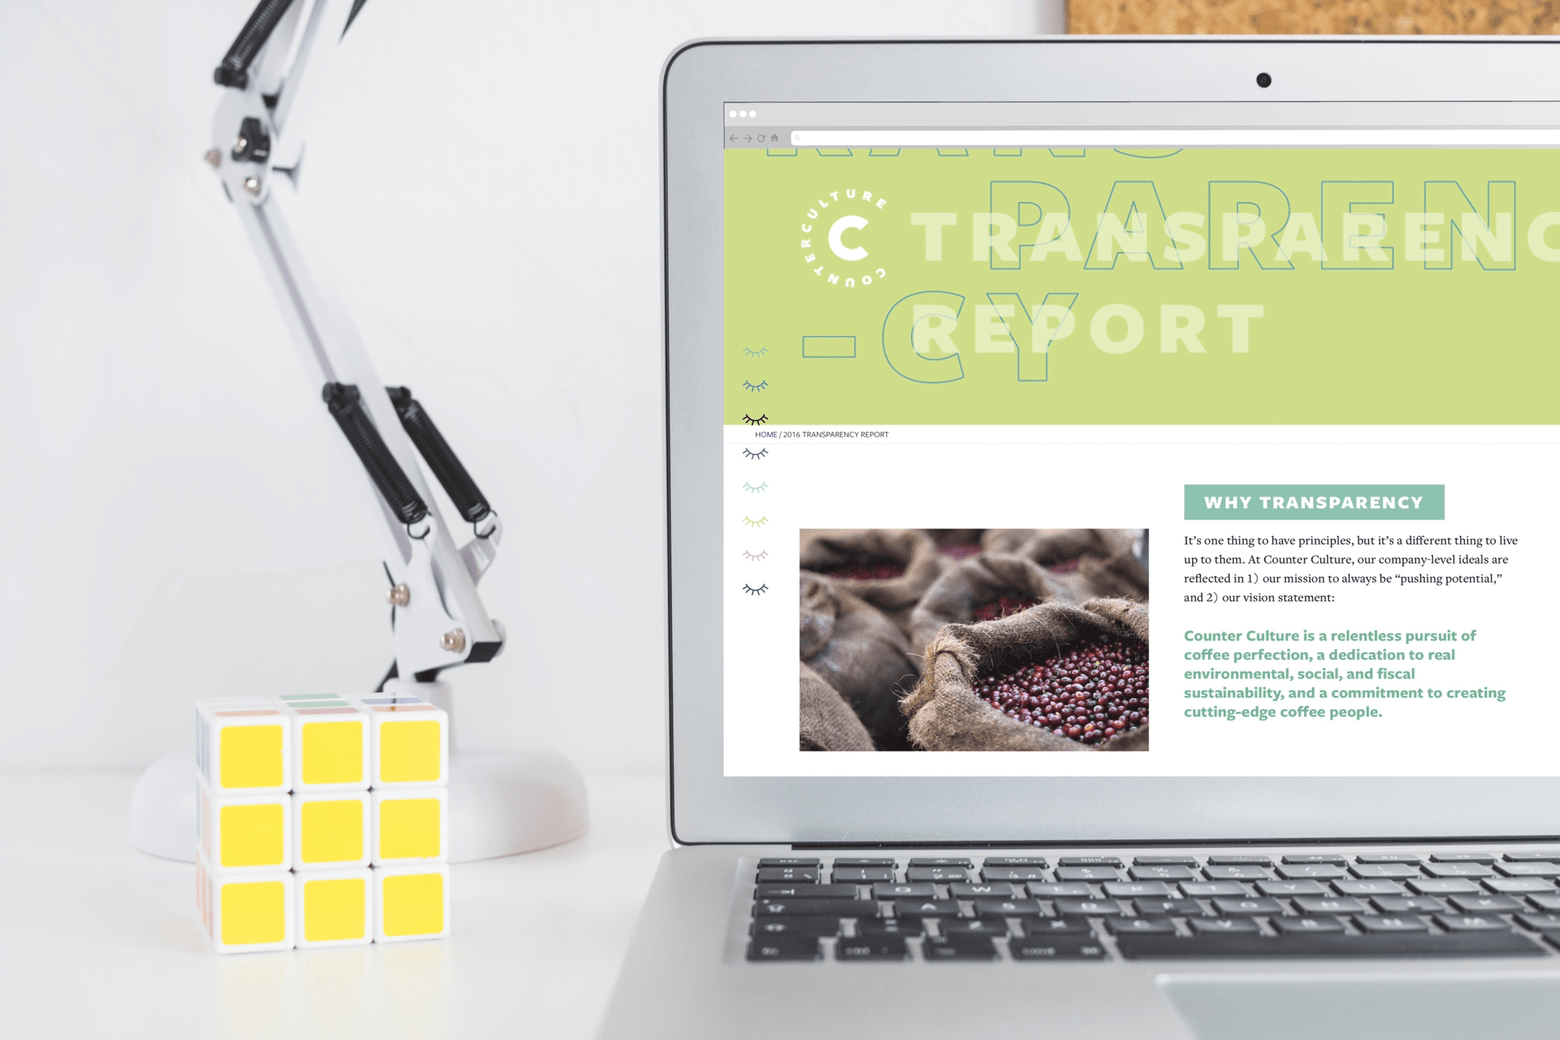 RANS
PAREN
-CY
COUNTER CULTURE
C
TRANSPARENC
REPORT
HOME / 2016 TRANSPARENCY REPORT
WHY TRANSPARENCY
It’s one thing to have principles, but it’s a different thing to live
up to them. At Counter Culture, our company-level ideals are
reflected in 1) our mission to always be “pushing potential,”
and 2) our vision statement:
Counter Culture is a relentless pursuit of
coffee perfection, a dedication to real
environmental, social, and fiscal
sustainability, and a commitment to creating
cutting-edge coffee people.